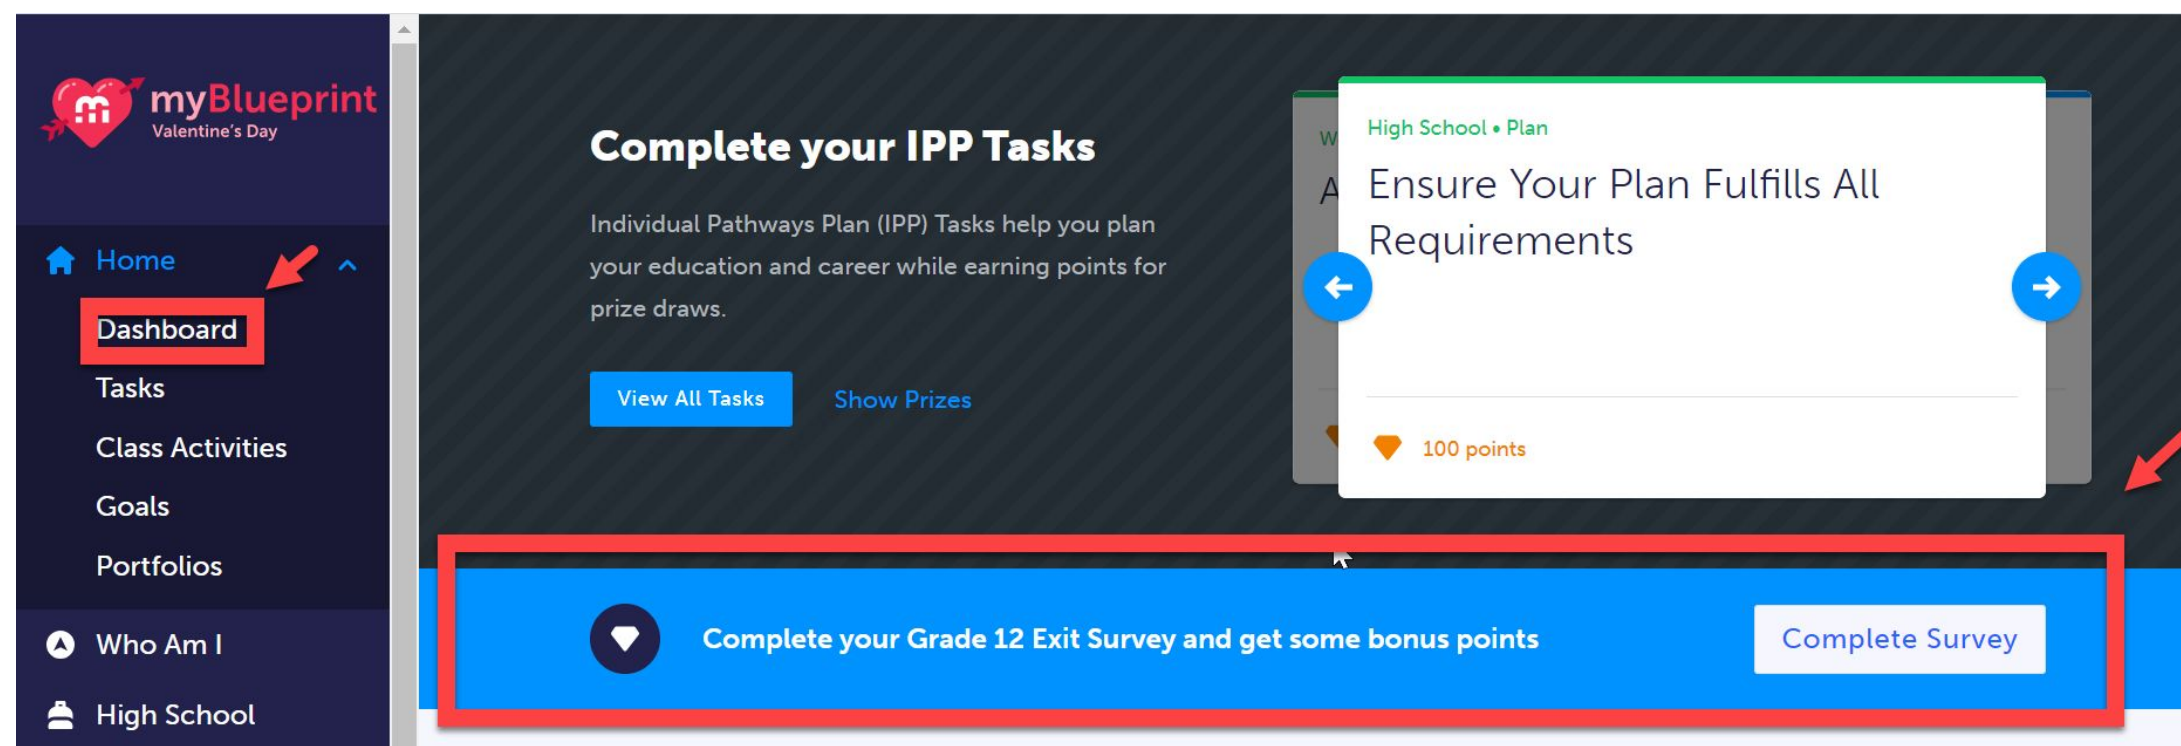 myBlueprint
Valentine's Day
Home
Dashboard
Tasks
Class Activities
Goals
Portfolios
Who Am I
High School
Complete your IPP Tasks
Individual Pathways Plan (IPP) Tasks help you plan
your education and career while earning points for
prize draws.
View All Tasks
Show Prizes
W
A
High School • Plan
Ensure Your Plan Fulfills All
Requirements
100 points
Complete your Grade 12 Exit Survey and get some bonus points
Complete Survey